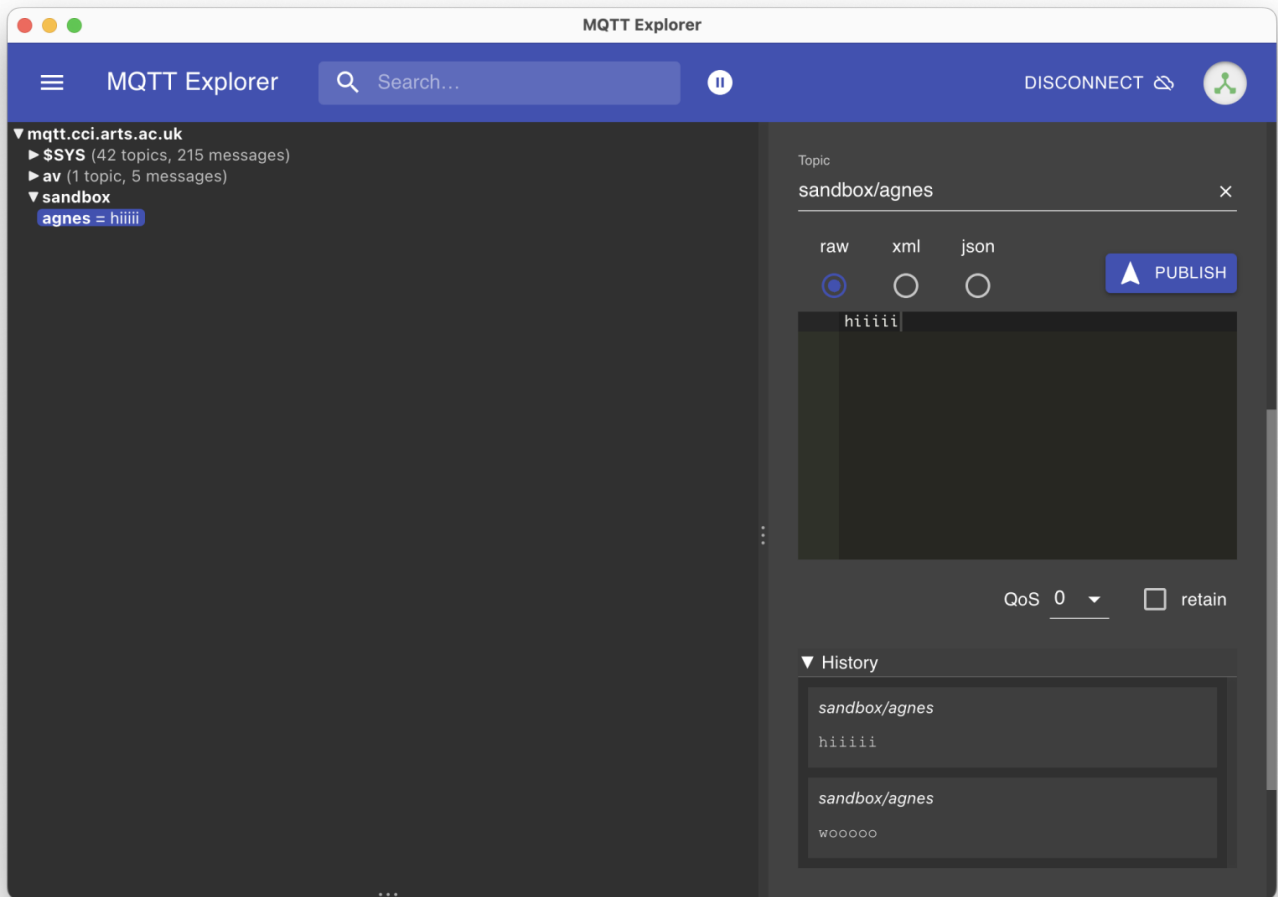 MQTT Explorer
MQTT Explorer
Search...
DISCONNECT
▼mqtt.cci.arts.ac.uk
▶$SYS (42 topics, 215 messages)
▶av (1 topic, 5 messages)
▼sandbox
agnes = hiiiii
Topic
sandbox/agnes
raw xml json
PUBLISH
hiiiii
QoS 0
retain
▼ History
sandbox/agnes
hiiiii
sandbox/agnes
wooooo